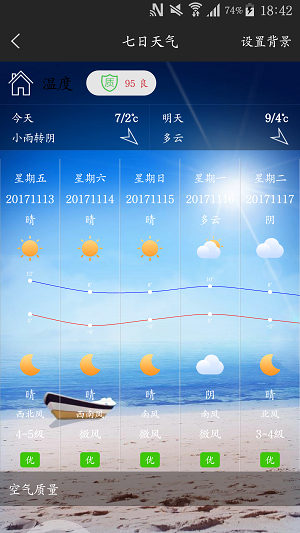 74% 18:42
七日天气 设置背景
温度 质 95 良
今天 7/2℃ 明天 9/4℃
小雨转阴 多云
星期五 星期六 星期日 星期一 星期二
20171113 20171114 20171115 20171116 20171117
晴 晴 晴 多云 阴
晴 晴 晴 阴 晴
西北风 西南风 南风 南风 北风
4-5级 微风 微风 微风 3-4级
优 优 优 优 优
空气质量